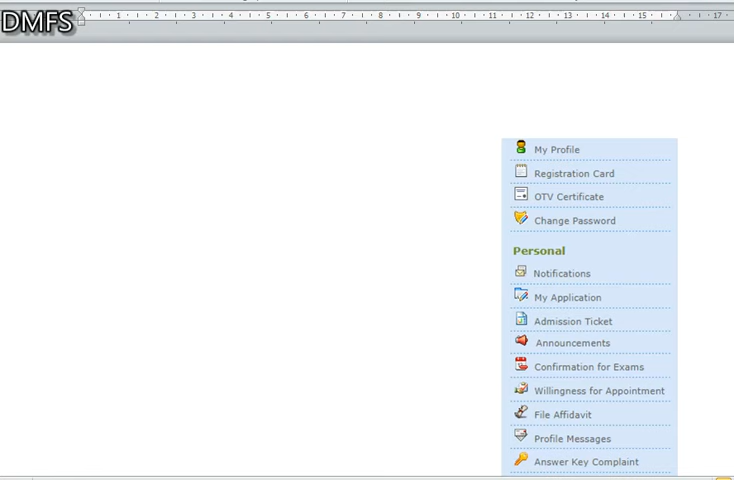 DMFS
1 2 3 4 5 6 7 8 9 10 11 12 13 14 15 17
My Profile
Registration Card
OTV Certificate
Change Password
Personal
Notifications
My Application
Admission Ticket
Announcements
Confirmation for Exams
Willingness for Appointment
File Affidavit
Profile Messages
Answer Key Complaint